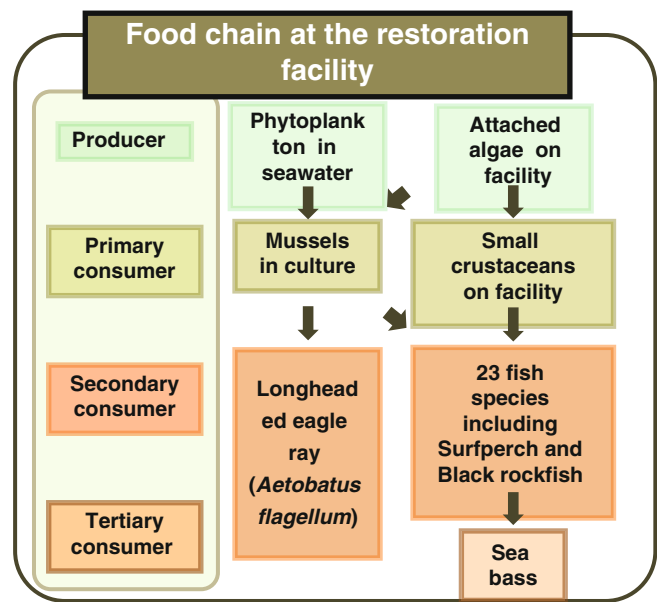 Food chain at the restoration
facility
Producer
Phytoplank
ton in
seawater
Attached
algae on
facility
Primary
consumer
Mussels
in culture
Small
crustaceans
on facility
Secondary
consumer
Longhead
ed eagle
ray
(Aetobatus
flagellum)
23 fish
species
including
Surfperch and
Black rockfish
Tertiary
consumer
Sea
bass